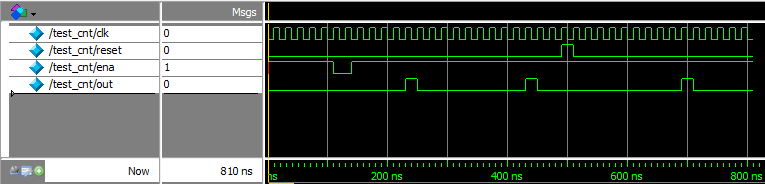 Msgs
/test_cnt/clk 0
/test_cnt/reset 0
/test_cnt/ena 1
/test_cnt/out 0
Now 810 ns
ns 200 ns 400 ns 600 ns 800 ns